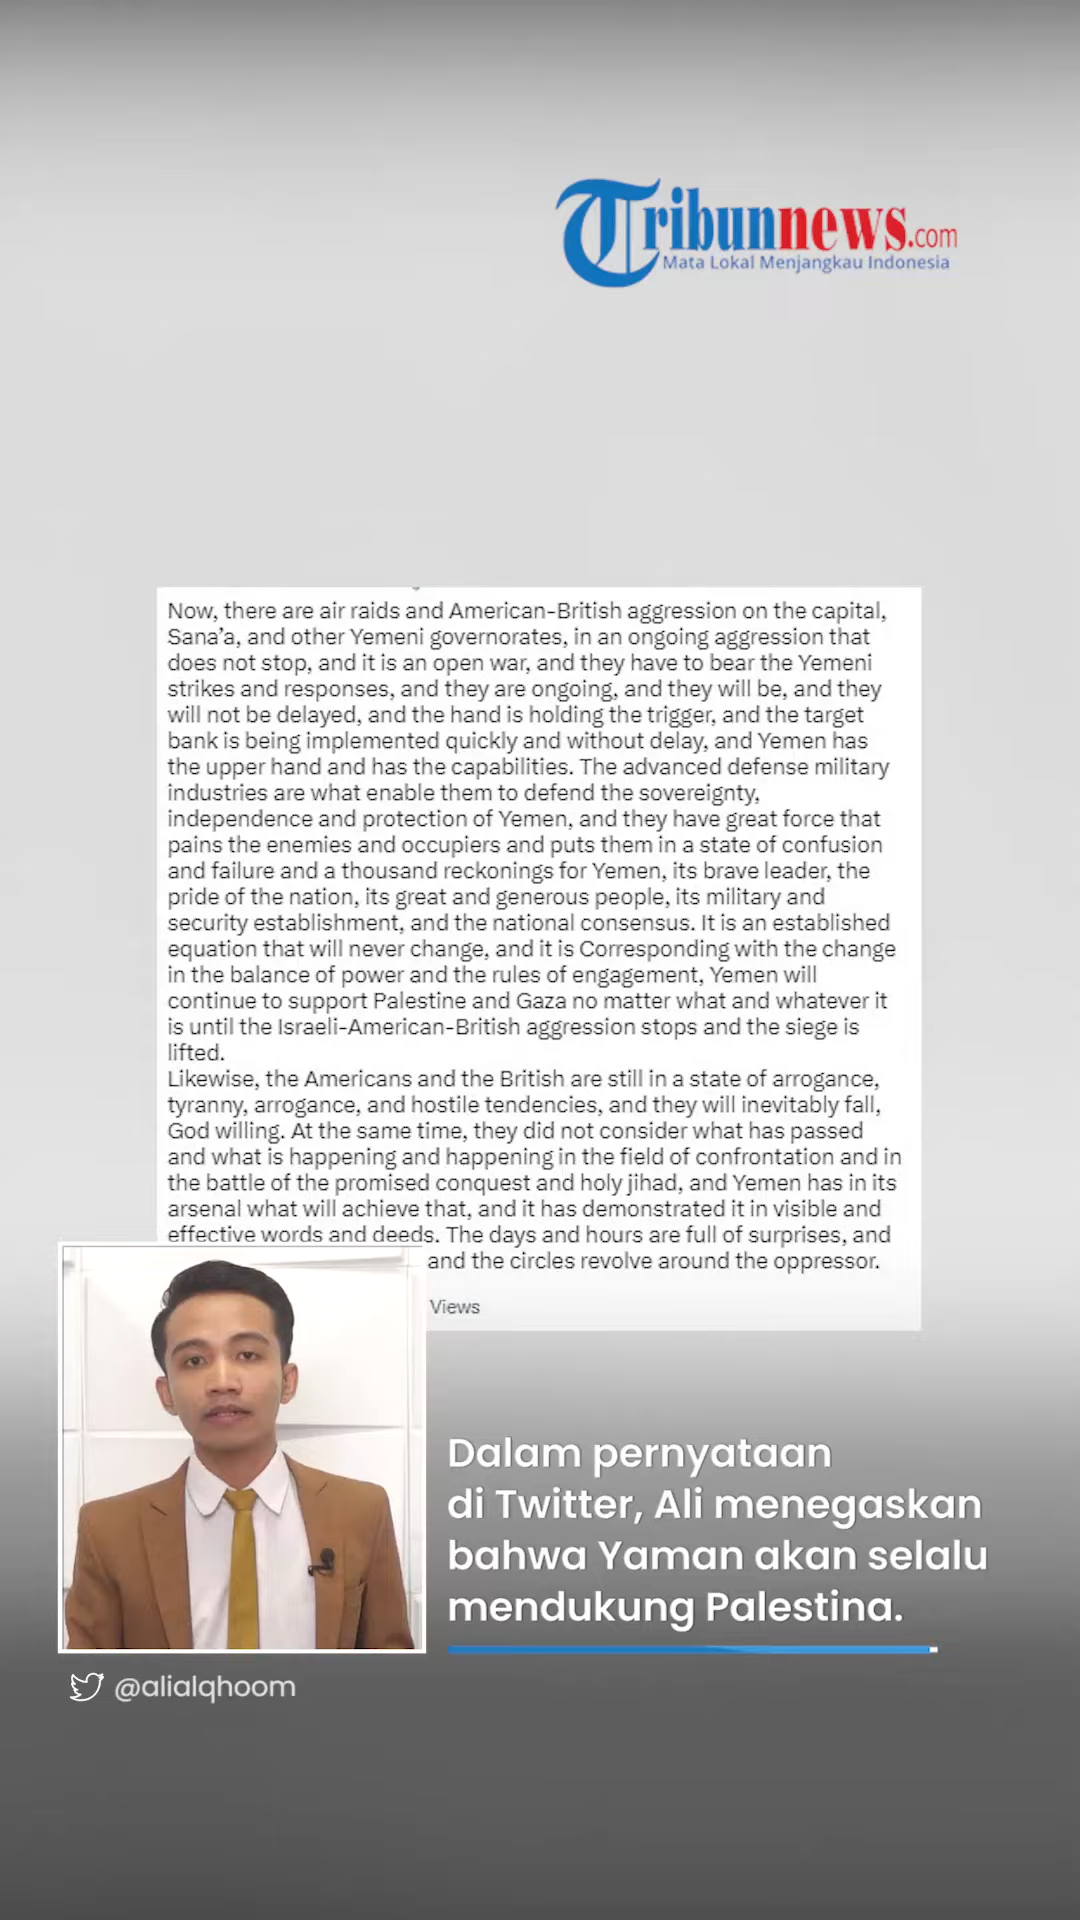 Tribunnews.com
Mata Lokal Menjangkau Indonesia
Now, there are air raids and American-British aggression on the capital,
Sana'a, and other Yemeni governorates, in an ongoing aggression that
does not stop, and it is an open war, and they have to bear the Yemeni
strikes and responses, and they are ongoing, and they will be, and they
will not be delayed, and the hand is holding the trigger, and the target
bank is being implemented quickly and without delay, and Yemen has
the upper hand and has the capabilities. The advanced defense military
industries are what enable them to defend the sovereignty,
independence and protection of Yemen, and they have great force that
pains the enemies and occupiers and puts them in a state of confusion
and failure and a thousand reckonings for Yemen, its brave leader, the
pride of the nation, its great and generous people, its military and
security establishment, and the national consensus. It is an established
equation that will never change, and it is Corresponding with the change
in the balance of power and the rules of engagement, Yemen will
continue to support Palestine and Gaza no matter what and whatever it
is until the Israeli-American-British aggression stops and the siege is
lifted.
Likewise, the Americans and the British are still in a state of arrogance,
tyranny, arrogance, and hostile tendencies, and they will inevitably fall,
God willing. At the same time, they did not consider what has passed
and what is happening and happening in the field of confrontation and in
the battle of the promised conquest and holy jihad, and Yemen has in its
arsenal what will achieve that, and it has demonstrated it in visible and
effective words and deeds. The days and hours are full of surprises, and
and the circles revolve around the oppressor.
Views
Dalam pernyataan
di Twitter, Ali menegaskan
bahwa Yaman akan selalu
mendukung Palestina.
@alialqhoom